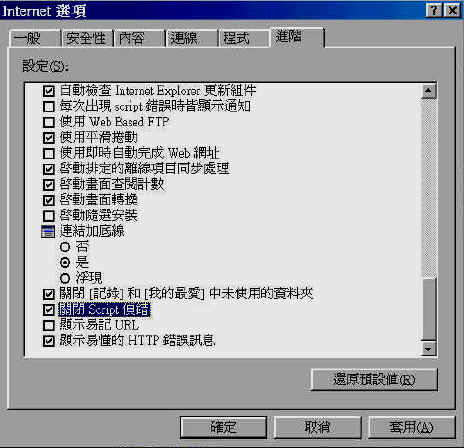 Internet 選項
一般 安全性 內容 連線 程式 進階
設定(S):
自動檢查 Internet Explorer 更新組件
每次出現 script 錯誤時皆顯示通知
使用 Web Based FTP
使用平滑捲動
使用即時自動完成 Web 網址
啓動排定的離線項目同步處理
啓動畫面查閱計數
啓動畫面轉換
啓動隨選安裝
連結加底線
否
是
浮現
關閉 [記錄] 和 [我的最愛] 中未使用的資料夾
關閉 Script 偵錯
顯示易記 URL
顯示易懂的 HTTP 錯誤訊息
還原預設值(R)
確定 取消 套用(A)